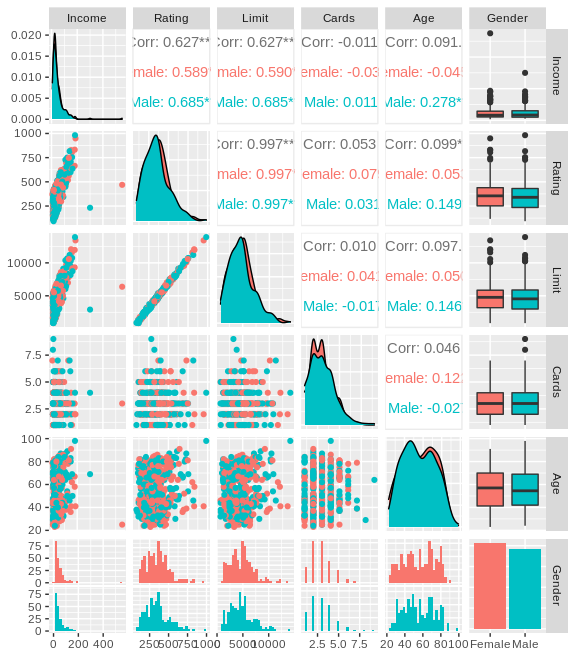 Income Rating Limit Cards Age Gender
0.020
0.015
0.010
0.005
0.000
Corr: 0.627** Corr: 0.627** Corr: -0.011 Corr: 0.091.
emale: 0.589* emale: 0.590* emale: -0.03 emale: -0.04
Male: 0.685* Male: 0.685* Male: 0.011 Male: 0.278*
Income
1000
750
500
250
Corr: 0.997** Corr: 0.053 Corr: 0.099*
emale: 0.997* emale: 0.07 emale: 0.05
Male: 0.997* Male: 0.031 Male: 0.149
Rating
10000
5000
Corr: 0.010 Corr: 0.097.
emale: 0.04 emale: 0.05
Male: -0.01 Male: 0.146
Limit
7.5
5.0
2.5
Corr: 0.046
emale: 0.12
Male: -0.02
Cards
100
80
60
40
20
Age
75
50
25
0
75
50
25
0
Gender
0 200 400 250 500 750 1000 0 5000 10000 2.5 5.0 7.5 20 40 60 80 100 Female Male